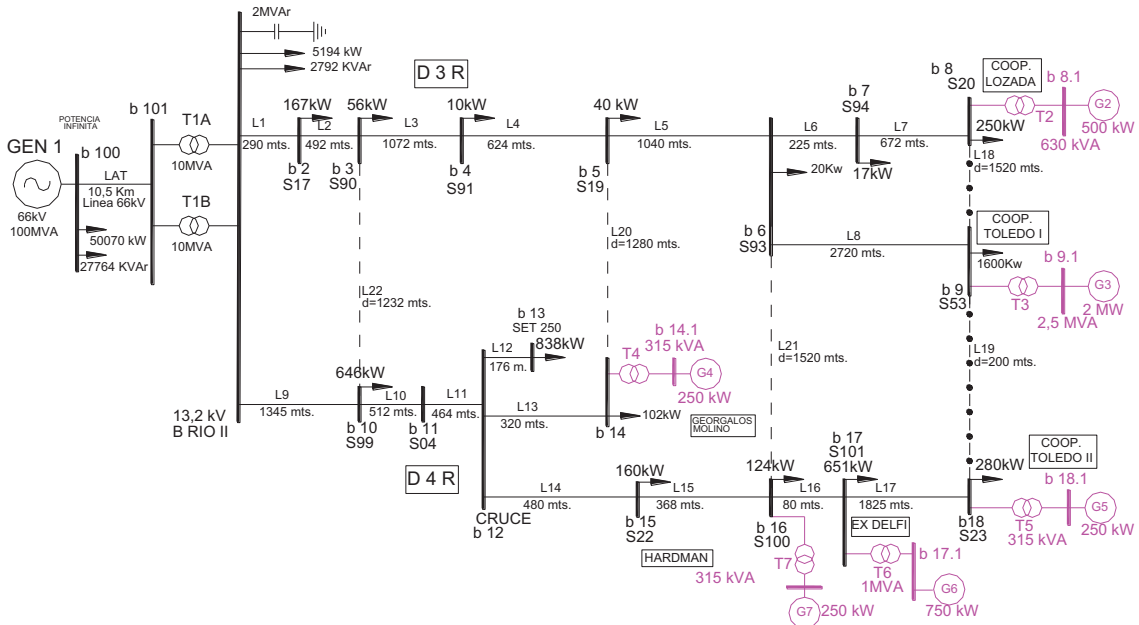 2MVAr
5194 kW
2792 KVAr
D 3 R
b 101
T1A
10MVA
T1B
10MVA
POTENCIA
INFINITA
GEN 1
b 100
LAT
10,5 Km
Linea 66kV
66kV
100MVA
50070 kW
27764 KVAr
L1
290 mts.
167kW
L2
492 mts.
b 2
S17
56kW
b 3
S90
L3
1072 mts.
10kW
b 4
S91
L4
624 mts.
40 kW
b 5
S19
L5
1040 mts.
20Kw
b 6
S93
L6
225 mts.
b 7
S94
17kW
L7
672 mts.
b 8
S20
COOP.
LOZADA
b 8.1
T2
G2
500 kW
630 kVA
250kW
L18
d=1520 mts.
L8
2720 mts.
COOP.
TOLEDO I
1600Kw
b 9
S53
b 9.1
T3
G3
2 MW
2,5 MVA
L20
d=1280 mts.
L22
d=1232 mts.
L21
d=1520 mts.
L19
d=200 mts.
13,2 kV
B RIO II
L9
1345 mts.
646kW
b 10
S99
L10
512 mts.
b 11
S04
L11
464 mts.
D 4 R
L12
176 m.
b 13
SET 250
838kW
L13
320 mts.
b 14
102kW
b 14.1
315 kVA
T4
G4
250 kW
GEORGALOS
MOLINO
CRUCE
b 12
L14
480 mts.
160kW
b 15
S22
L15
368 mts.
HARDMAN
124kW
b 16
S100
L16
80 mts.
b 17
S101
651kW
L17
1825 mts.
EX DELFI
280kW
b18
S23
COOP.
TOLEDO II
b 18.1
T5
315 kVA
G5
250 kW
T7
315 kVA
G7
250 kW
T6
1MVA
b 17.1
G6
750 kW